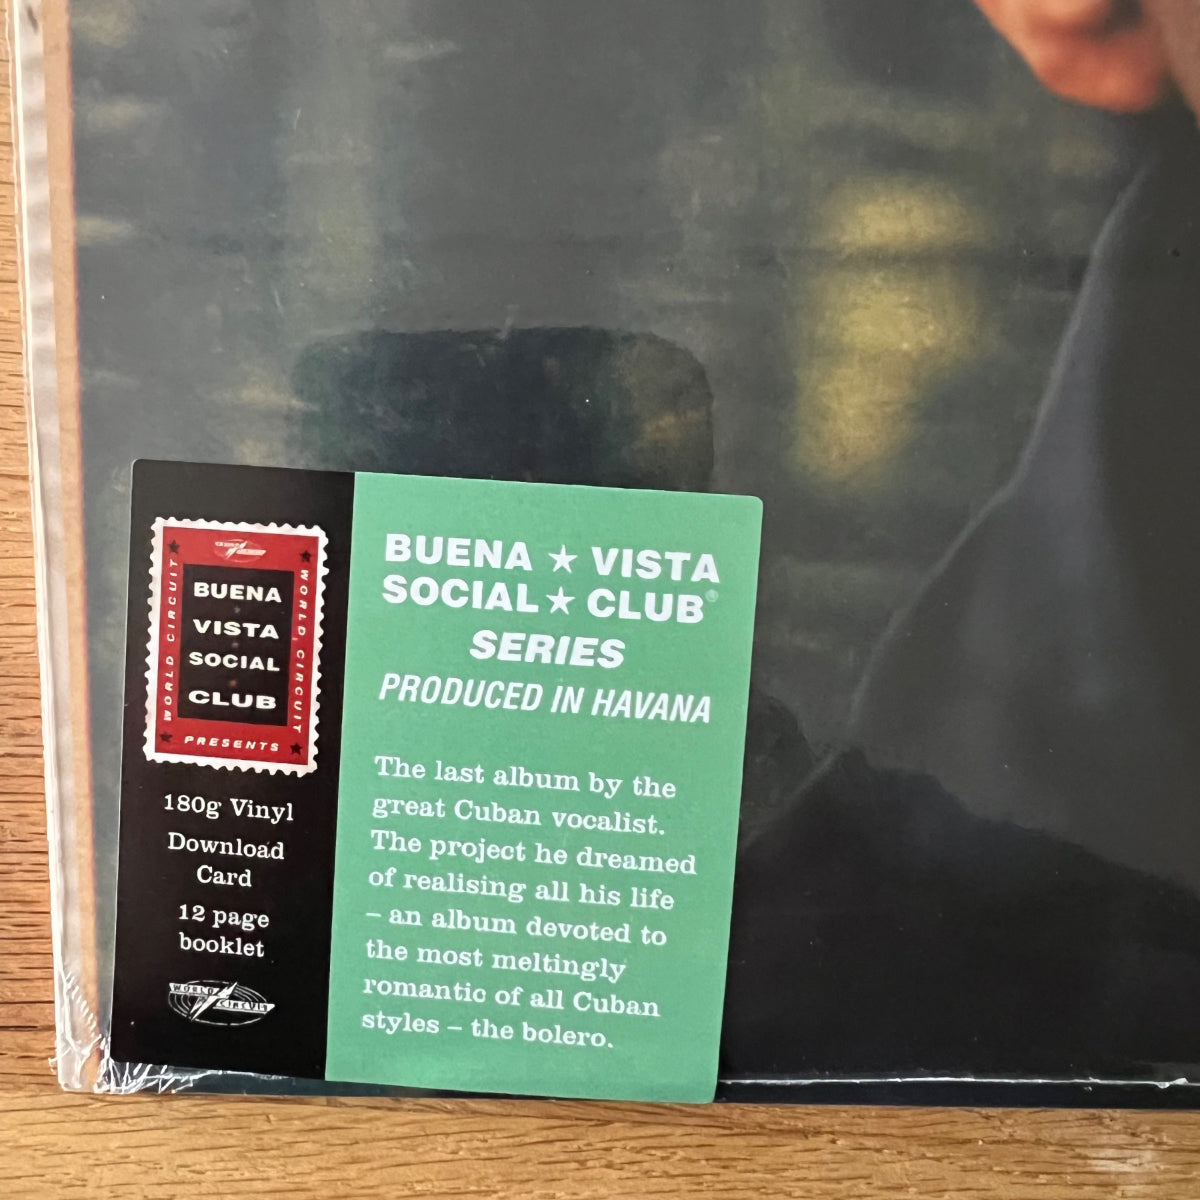 BUENA ★ VISTA
SOCIAL ★ CLUB®
SERIES
PRODUCED IN HAVANA
The last album by the
great Cuban vocalist.
The project he dreamed
of realising all his life
– an album devoted to
the most meltingly
romantic of all Cuban
styles – the bolero.
WORLD CIRCUIT
BUENA
VISTA
SOCIAL
CLUB
WORLD CIRCUIT
PRESENTS
180g Vinyl
Download
Card
12 page
booklet
WORLD
CIRCUIT